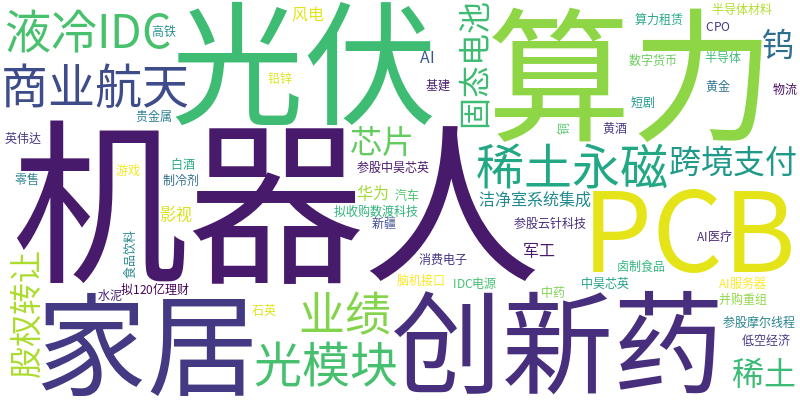 液冷IDC
高铁
光伏
风电
固态电池
算力
算力租赁
半导体材料
CPO
钨
商业航天
铅锌
AI
基建
数字货币
半导体
黄金
物流
贵金属
短剧
英伟达
机器人
芯片
黄酒
稀土永磁
跨境支付
零售
游戏
白酒
制冷剂
参股中昊芯英
华为
汽车
洁净室系统集成
PCB
影视
拟收购数渡科技
新疆
参股云针科技
食品饮料
消费电子
军工
AI医疗
股权转让
卤制食品
水泥
拟120亿理财
脑机接口
IDC电源
中药
中昊芯英
AI服务器
并购重组
家居
石英
业绩
创新药
参股摩尔线程
低空经济
光模块
稀土